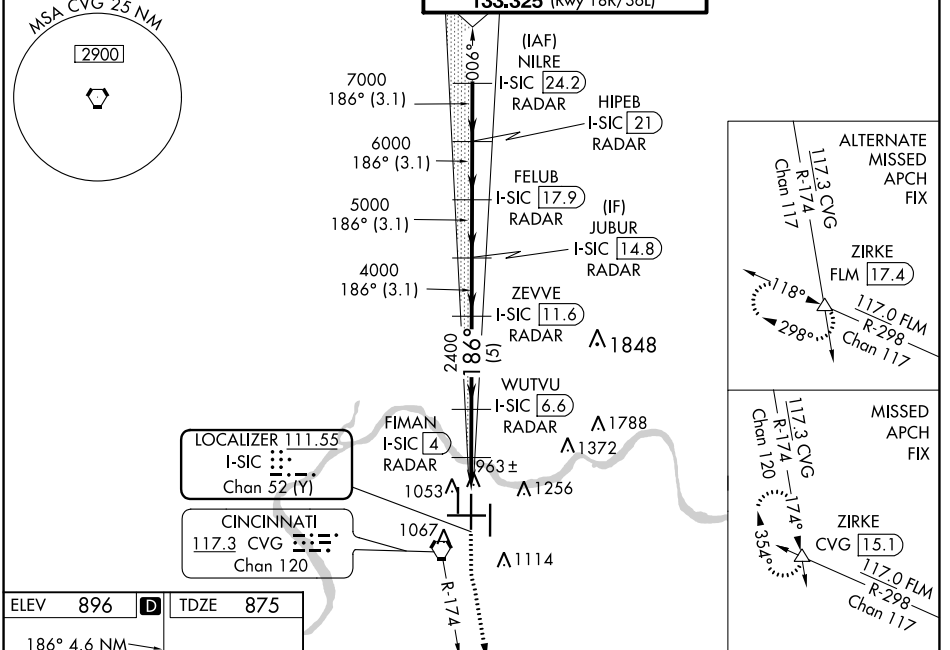 133.325 (Rwy 18R/36L)
MSA CVG 25 NM
2900
006°
(IAF)
NILRE
I-SIC 24.2
RADAR
7000
186° (3.1)
HIPEB
I-SIC 21
RADAR
6000
186° (3.1)
FELUB
I-SIC 17.9
RADAR
5000
186° (3.1)
(IF)
JUBUR
I-SIC 14.8
RADAR
4000
186° (3.1)
ZEVVE
I-SIC 11.6
RADAR
2400
186°
(5)
1848
WUTVU
I-SIC 6.6
RADAR
1788
1372
FIMAN
I-SIC 4
RADAR
963±
1053
1256
LOCALIZER 111.55
I-SIC
Chan 52 (Y)
CINCINNATI
117.3 CVG
Chan 120
1067
1114
R-174
ALTERNATE
MISSED
APCH
FIX
117.3 CVG
R-174
Chan 117
ZIRKE
FLM 17.4
118°
298°
117.0 FLM
R-298
Chan 117
MISSED
APCH
FIX
117.3 CVG
R-174
Chan 120
174°
354°
ZIRKE
CVG 15.1
117.0 FLM
R-298
Chan 117
ELEV 896 D TDZE 875
186° 4.6 NM